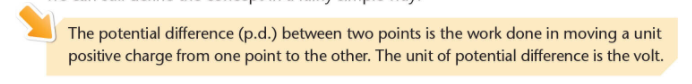 The potential difference (p.d.) between two points is the work done in moving a unit
positive charge from one point to the other. The unit of potential difference is the volt.